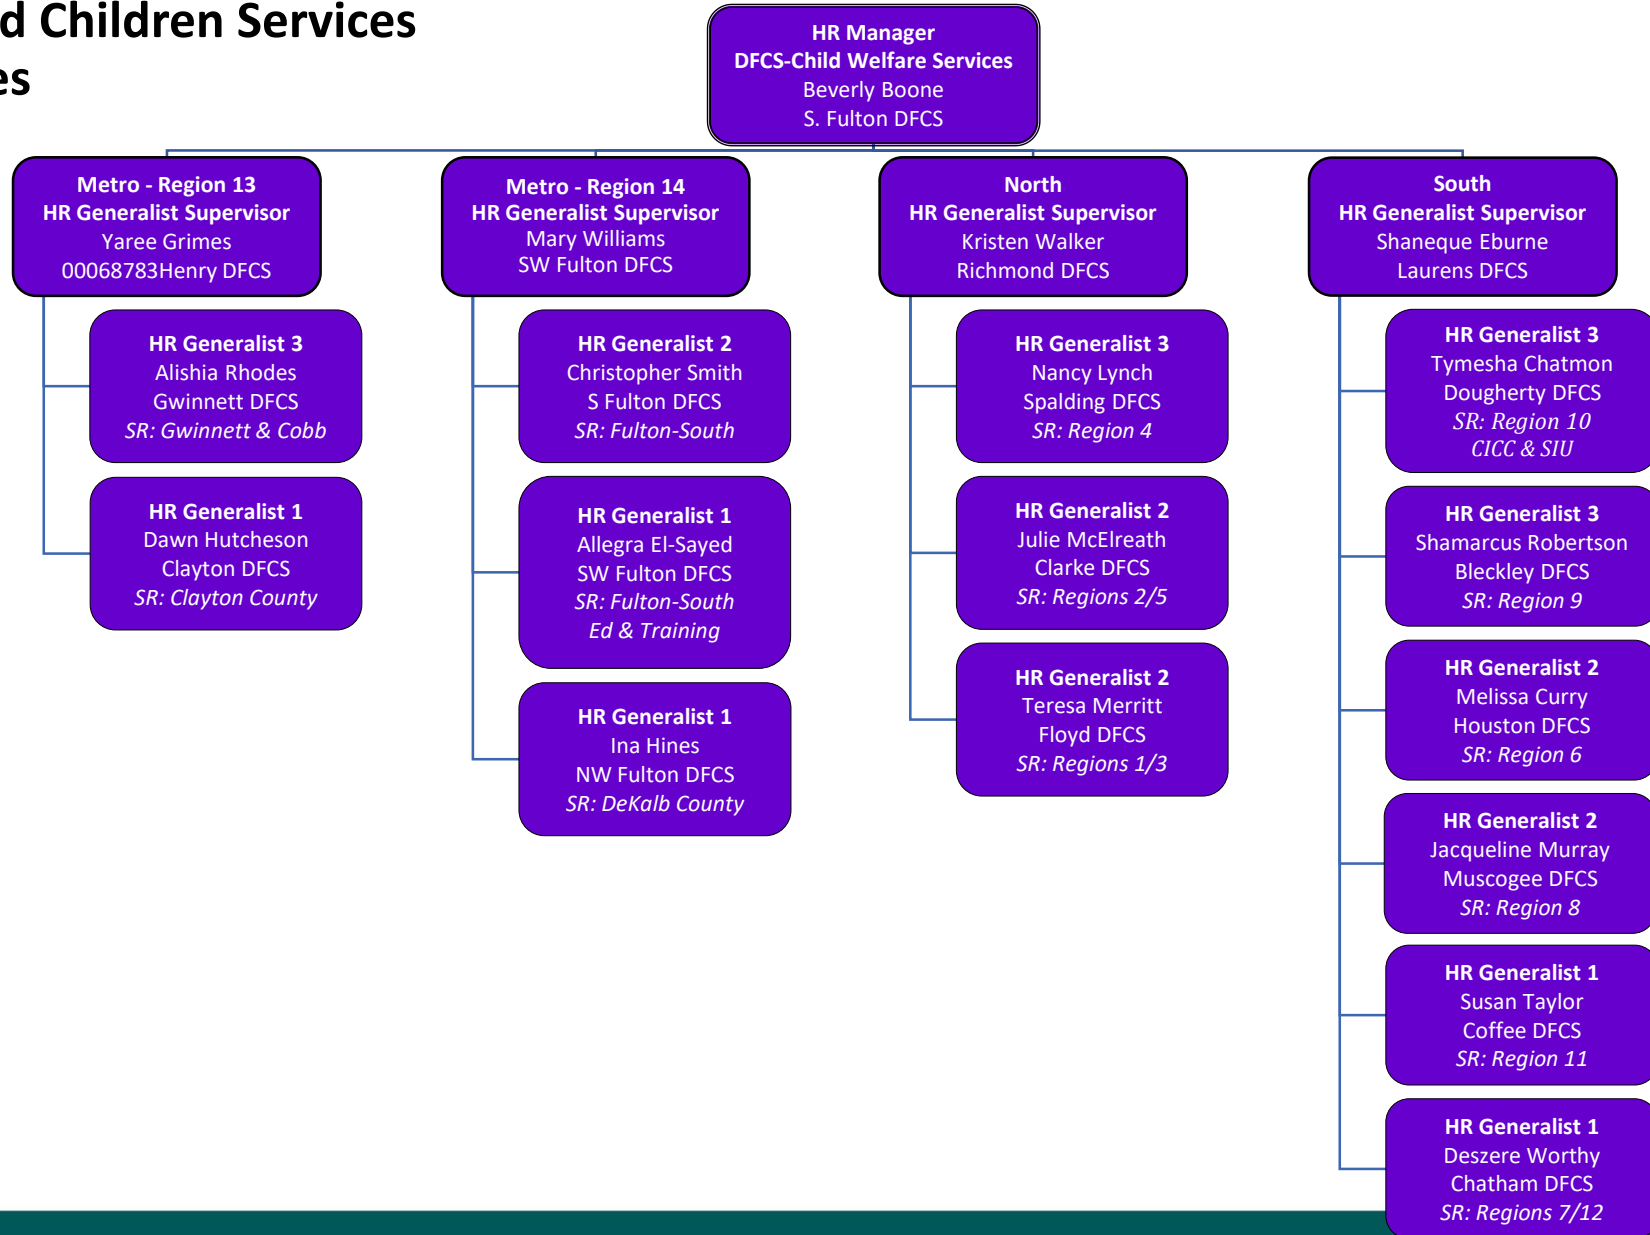 d Children Services
es
HR Manager
DFCS-Child Welfare Services
Beverly Boone
S. Fulton DFCS
Metro - Region 13
HR Generalist Supervisor
Yaree Grimes
00068783Henry DFCS
HR Generalist 3
Alishia Rhodes
Gwinnett DFCS
SR: Gwinnett & Cobb
HR Generalist 1
Dawn Hutcheson
Clayton DFCS
SR: Clayton County
Metro - Region 14
HR Generalist Supervisor
Mary Williams
SW Fulton DFCS
HR Generalist 2
Christopher Smith
S Fulton DFCS
SR: Fulton-South
HR Generalist 1
Allegra El-Sayed
SW Fulton DFCS
SR: Fulton-South
Ed & Training
HR Generalist 1
Ina Hines
NW Fulton DFCS
SR: DeKalb County
North
HR Generalist Supervisor
Kristen Walker
Richmond DFCS
HR Generalist 3
Nancy Lynch
Spalding DFCS
SR: Region 4
HR Generalist 2
Julie McElreath
Clarke DFCS
SR: Regions 2/5
HR Generalist 2
Teresa Merritt
Floyd DFCS
SR: Regions 1/3
South
HR Generalist Supervisor
Shaneque Eburne
Laurens DFCS
HR Generalist 3
Tymesha Chatmon
Dougherty DFCS
SR: Region 10
CICC & SIU
HR Generalist 3
Shamarcus Robertson
Bleckley DFCS
SR: Region 9
HR Generalist 2
Melissa Curry
Houston DFCS
SR: Region 6
HR Generalist 2
Jacqueline Murray
Muscogee DFCS
SR: Region 8
HR Generalist 1
Susan Taylor
Coffee DFCS
SR: Region 11
HR Generalist 1
Deszere Worthy
Chatham DFCS
SR: Regions 7/12